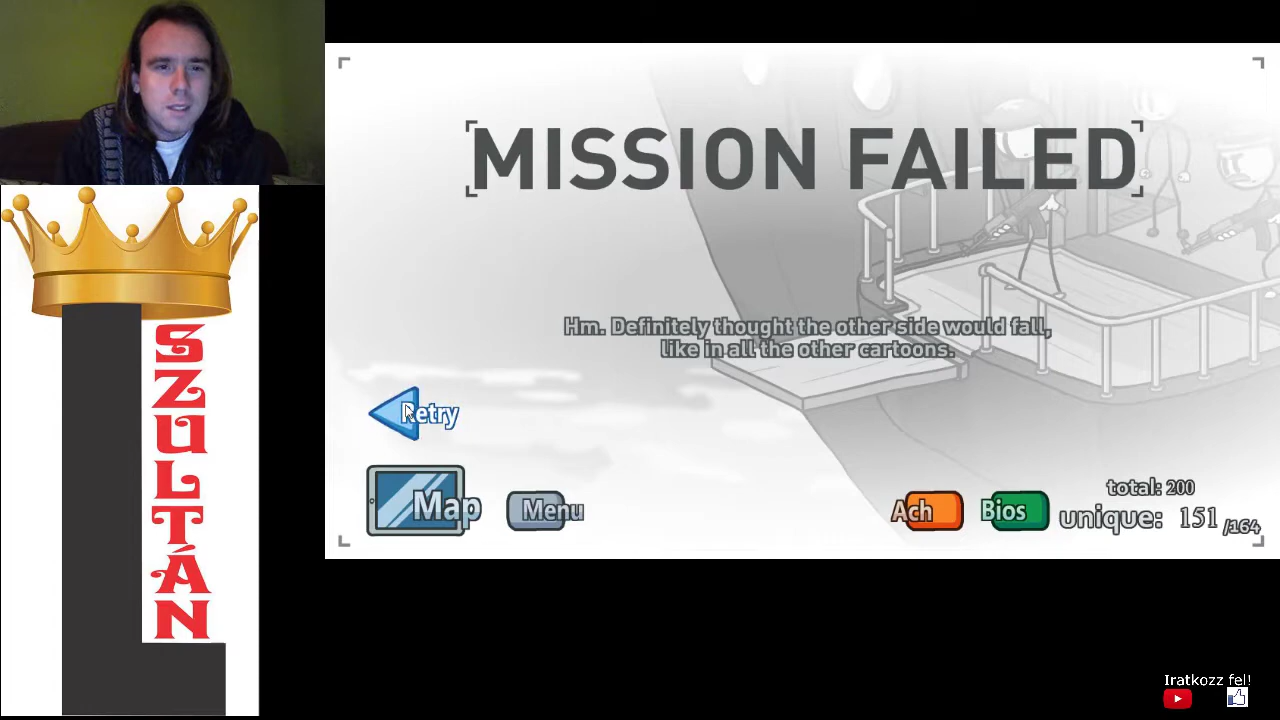 MISSION FAILED
Hm. Definitely thought the other side would fall,
like in all the other cartoons.
Retry
Map
Menu
Ach
Bios
total: 200
unique: 151 /164
L
SZULTÁN
Iratkozz fel!